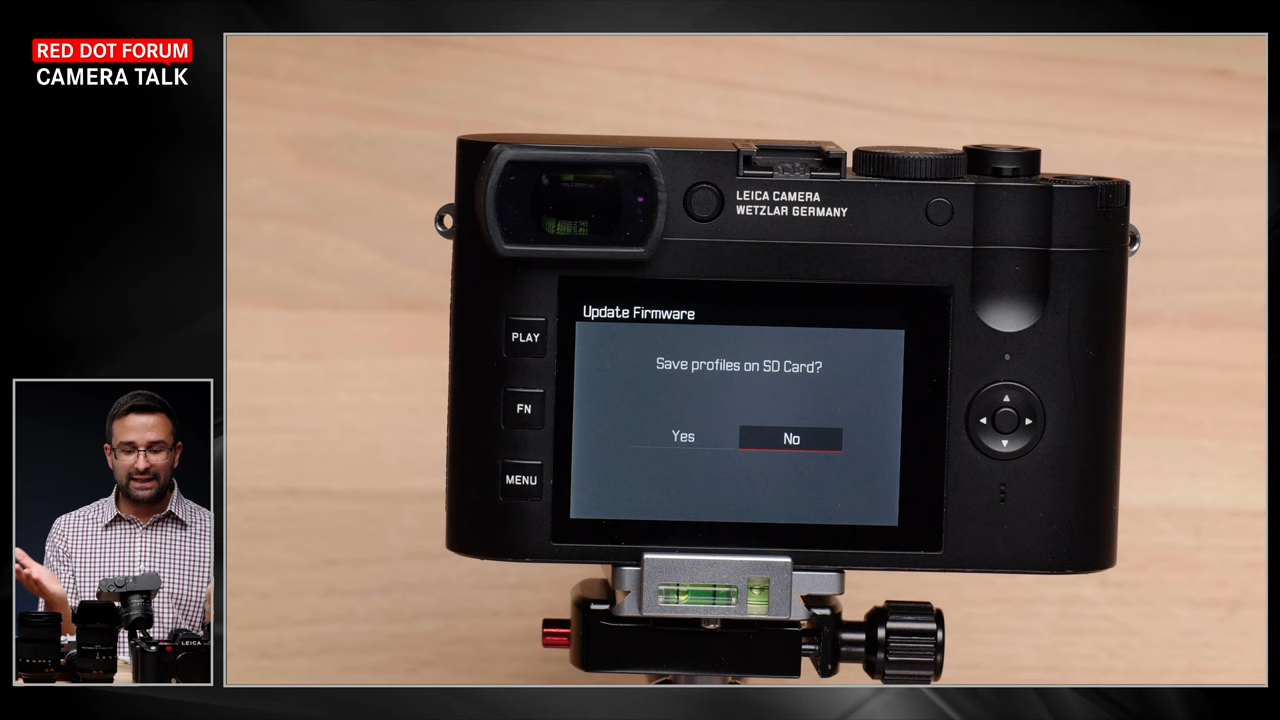 RED DOT FORUM
CAMERA TALK
LEICA CAMERA
WETZLAR GERMANY
Update Firmware
PLAY
Save profiles on SD Card?
FN
Yes
No
MENU
LEICA